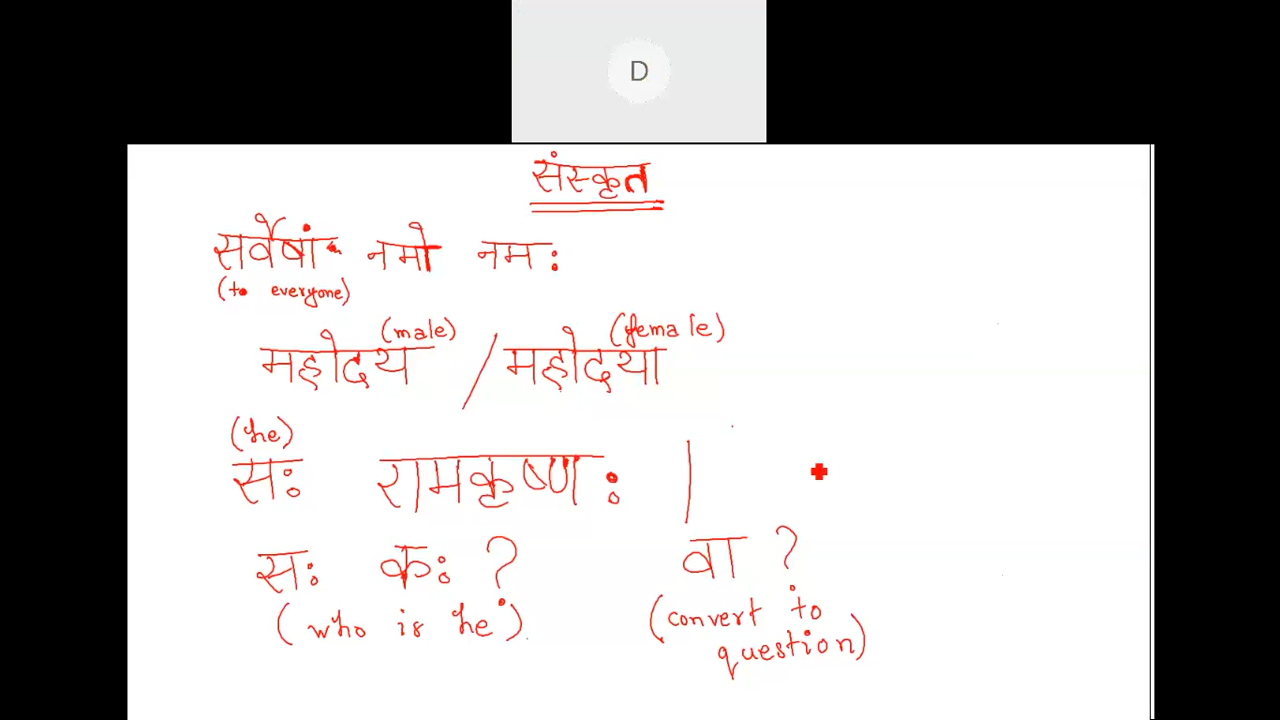 D
संस्कृत
सर्वेषां नमो नमः
(to everyone)
(male) (female)
महोदय / महोदया
(he)
सः रामकृष्णः |
सः कः ? वा ?
(who is he) (convert to
question)